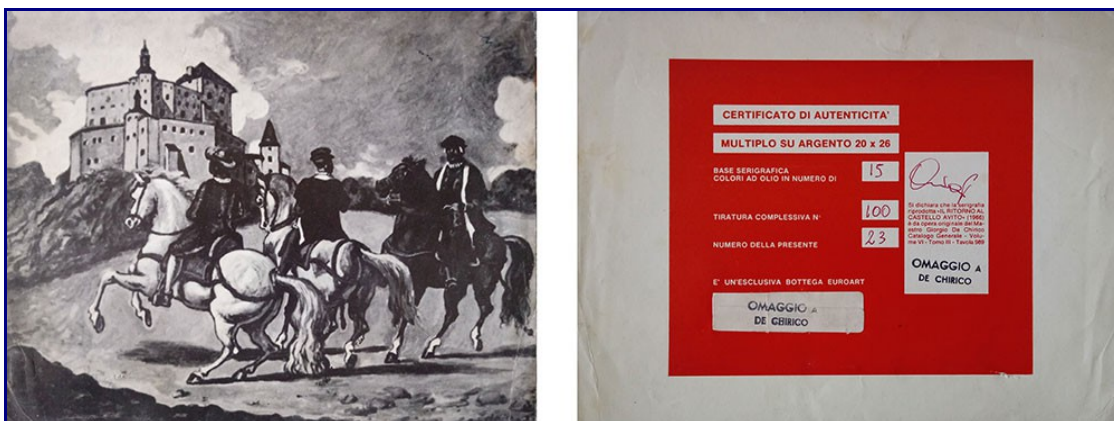 CERTIFICATO DI AUTENTICITA'
MULTIPLO SU ARGENTO 20 x 26
BASE SERIGRAFICA
COLORI AD OLIO IN NUMERO DI 15
TIRATURA COMPLESSIVA N° 100
NUMERO DELLA PRESENTE 23
E' UN'ESCLUSIVA BOTTEGA EUROART
OMAGGIO A
DE CHIRICO
Si dichiara che la serigrafia
riprodotta «IL RITORNO AL
CASTELLO AVITO» (1966)
è da opera originale del Ma-
estro Giorgio De Chirico
Catalogo Generale - Volu-
me VI - Tomo III - Tavola 969
OMAGGIO A
DE CHIRICO